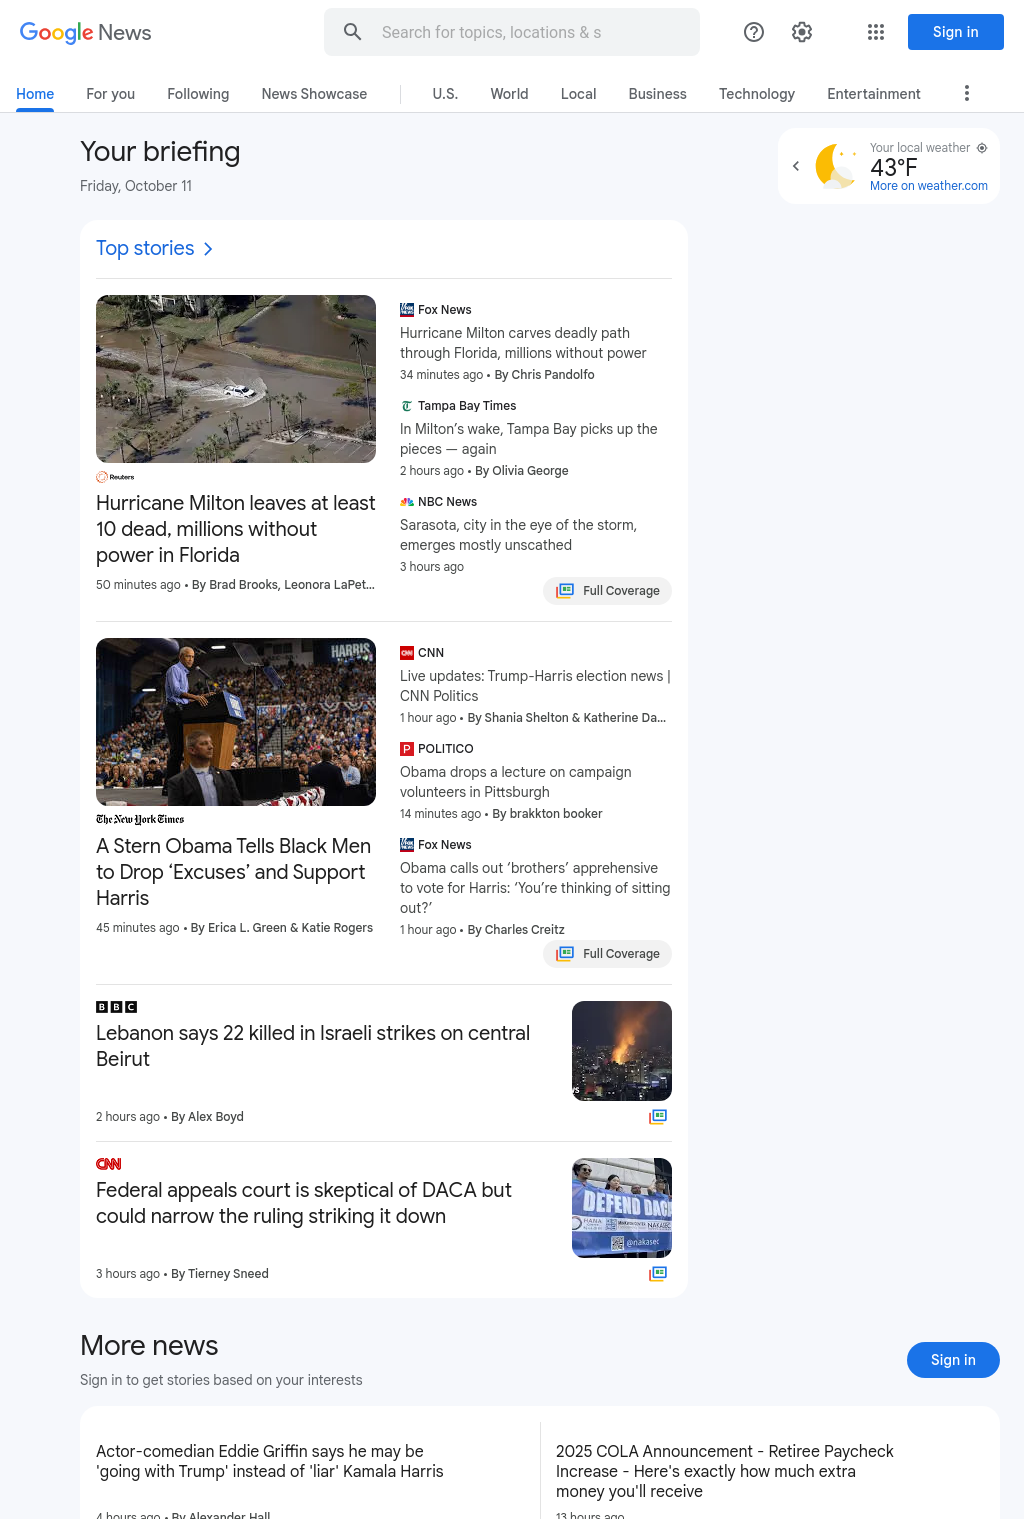 Google News
Search for topics, locations & s
Sign in
Home
For you
Following
News Showcase
U.S.
World
Local
Business
Technology
Entertainment
Your briefing
Friday, October 11
Your local weather
43°F
More on weather.com
Top stories
Reuters
Hurricane Milton leaves at least
10 dead, millions without
power in Florida
50 minutes ago • By Brad Brooks, Leonora LaPet...
Fox News
Hurricane Milton carves deadly path
through Florida, millions without power
34 minutes ago • By Chris Pandolfo
Tampa Bay Times
In Milton’s wake, Tampa Bay picks up the
pieces — again
2 hours ago • By Olivia George
NBC News
Sarasota, city in the eye of the storm,
emerges mostly unscathed
3 hours ago
Full Coverage
HARRIS
The New York Times
A Stern Obama Tells Black Men
to Drop ‘Excuses’ and Support
Harris
45 minutes ago • By Erica L. Green & Katie Rogers
CNN
Live updates: Trump-Harris election news |
CNN Politics
1 hour ago • By Shania Shelton & Katherine Da...
POLITICO
Obama drops a lecture on campaign
volunteers in Pittsburgh
14 minutes ago • By brakkton booker
Fox News
Obama calls out ‘brothers’ apprehensive
to vote for Harris: ‘You’re thinking of sitting
out?’
1 hour ago • By Charles Creitz
Full Coverage
BBC
Lebanon says 22 killed in Israeli strikes on central
Beirut
2 hours ago • By Alex Boyd
CNN
Federal appeals court is skeptical of DACA but
could narrow the ruling striking it down
3 hours ago • By Tierney Sneed
DEFEND DACA
HANA
NAKASEC
@nakasec
More news
Sign in to get stories based on your interests
Sign in
Actor-comedian Eddie Griffin says he may be
'going with Trump' instead of 'liar' Kamala Harris
4 hours ago • By Alexander Hall
2025 COLA Announcement - Retiree Paycheck
Increase - Here's exactly how much extra
money you'll receive
13 hours ago